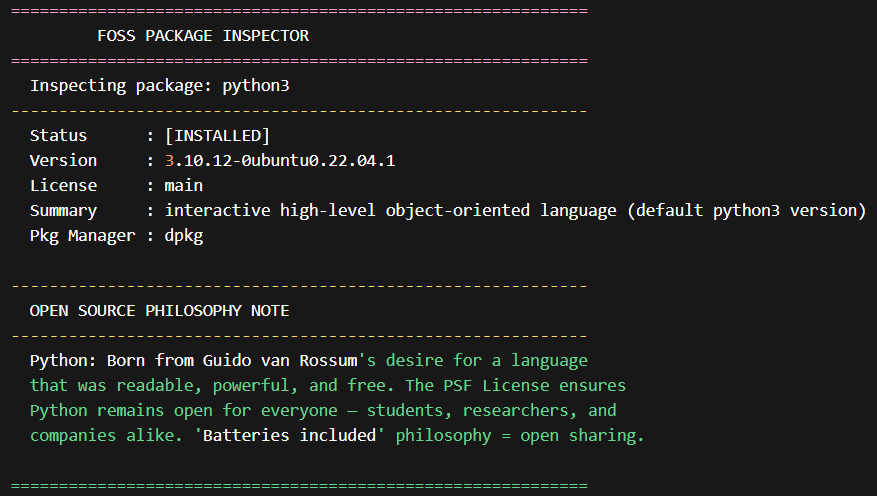 ============================================================
FOSS PACKAGE INSPECTOR
============================================================
Inspecting package: python3
------------------------------------------------------------
Status      : [INSTALLED]
Version     : 3.10.12-0ubuntu0.22.04.1
License     : main
Summary     : interactive high-level object-oriented language (default python3 version)
Pkg Manager : dpkg
------------------------------------------------------------
OPEN SOURCE PHILOSOPHY NOTE
------------------------------------------------------------
Python: Born from Guido van Rossum's desire for a language
that was readable, powerful, and free. The PSF License ensures
Python remains open for everyone — students, researchers, and
companies alike. 'Batteries included' philosophy = open sharing.
============================================================